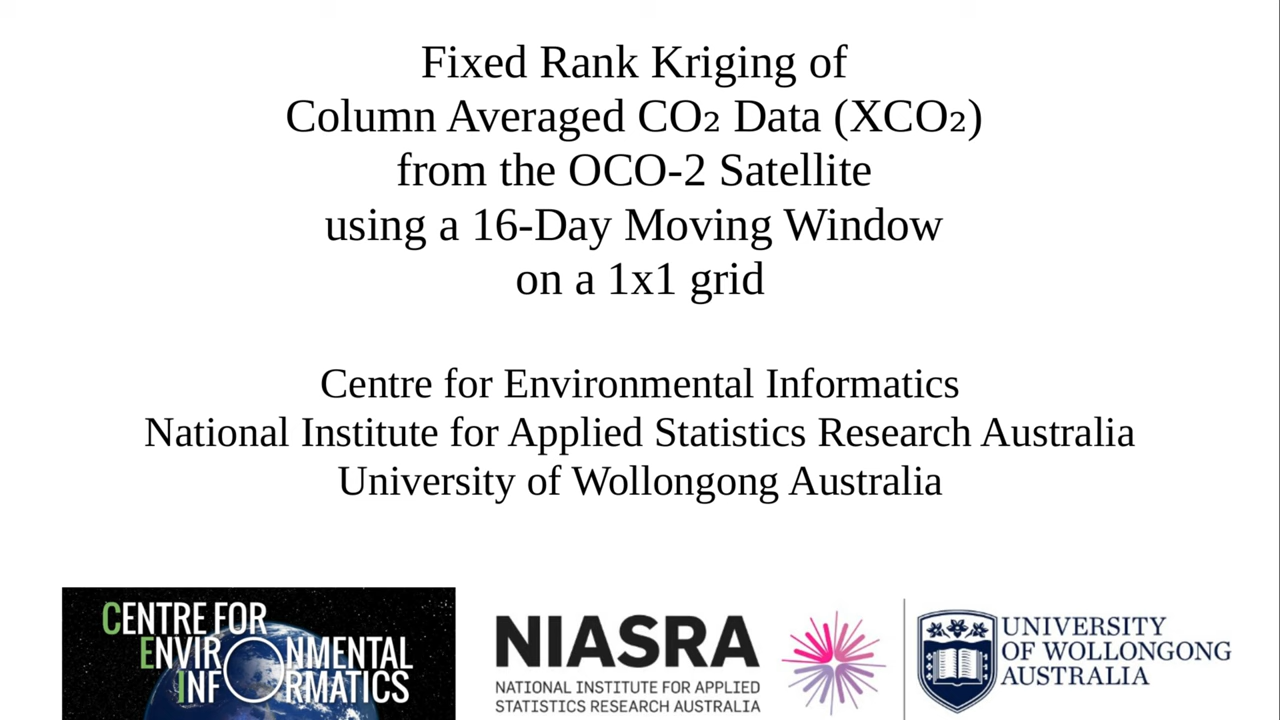 Fixed Rank Kriging of
Column Averaged CO₂ Data (XCO₂)
from the OCO-2 Satellite
using a 16-Day Moving Window
on a 1x1 grid
Centre for Environmental Informatics
National Institute for Applied Statistics Research Australia
University of Wollongong Australia
CENTRE FOR
ENVIRONMENTAL
INFORMATICS
NIASRA
NATIONAL INSTITUTE FOR APPLIED
STATISTICS RESEARCH AUSTRALIA
UNIVERSITY
OF WOLLONGONG
AUSTRALIA